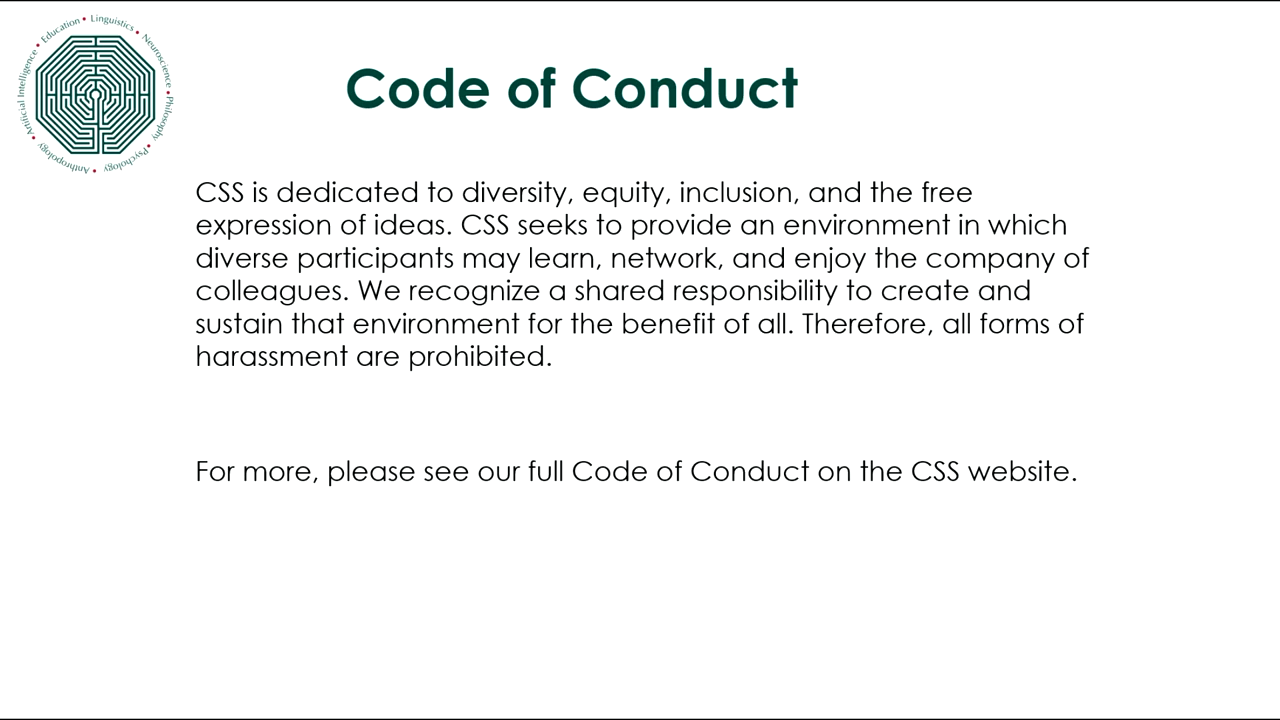 Artificial Intelligence • Education • Linguistics • Neuroscience • Philosophy • Psychology • Anthropology •
Code of Conduct
CSS is dedicated to diversity, equity, inclusion, and the free
expression of ideas. CSS seeks to provide an environment in which
diverse participants may learn, network, and enjoy the company of
colleagues. We recognize a shared responsibility to create and
sustain that environment for the benefit of all. Therefore, all forms of
harassment are prohibited.
For more, please see our full Code of Conduct on the CSS website.